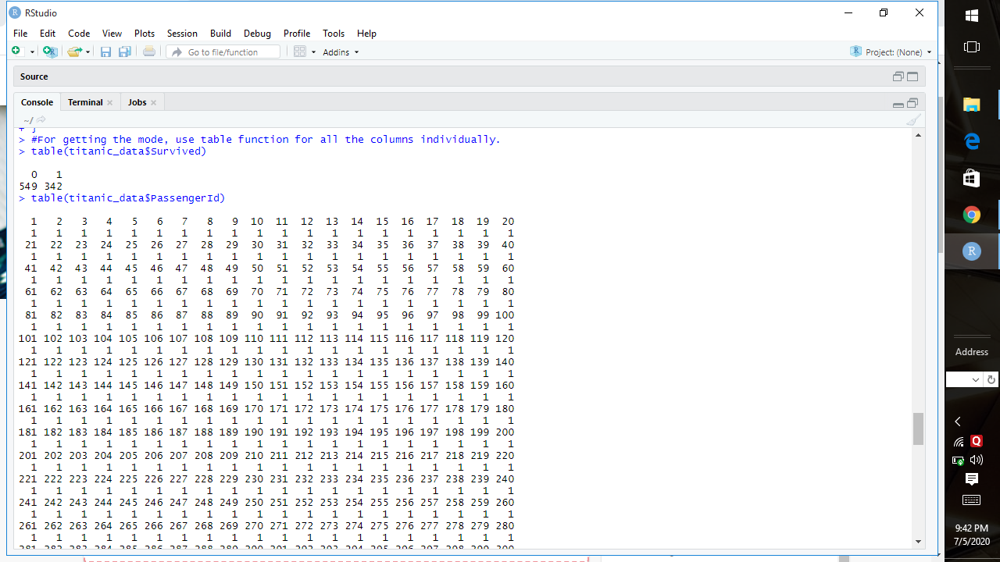 RStudio
File Edit Code View Plots Session Build Debug Profile Tools Help
Go to file/function Addins Project: (None)
Source
Console Terminal Jobs
~/
+ }
> #For getting the mode, use table function for all the columns individually.
> table(titanic_data$Survived)
0 1
549 342
> table(titanic_data$PassengerId)
1 2 3 4 5 6 7 8 9 10 11 12 13 14 15 16 17 18 19 20
1 1 1 1 1 1 1 1 1 1 1 1 1 1 1 1 1 1 1 1
21 22 23 24 25 26 27 28 29 30 31 32 33 34 35 36 37 38 39 40
1 1 1 1 1 1 1 1 1 1 1 1 1 1 1 1 1 1 1 1
41 42 43 44 45 46 47 48 49 50 51 52 53 54 55 56 57 58 59 60
1 1 1 1 1 1 1 1 1 1 1 1 1 1 1 1 1 1 1 1
61 62 63 64 65 66 67 68 69 70 71 72 73 74 75 76 77 78 79 80
1 1 1 1 1 1 1 1 1 1 1 1 1 1 1 1 1 1 1 1
81 82 83 84 85 86 87 88 89 90 91 92 93 94 95 96 97 98 99 100
1 1 1 1 1 1 1 1 1 1 1 1 1 1 1 1 1 1 1 1
101 102 103 104 105 106 107 108 109 110 111 112 113 114 115 116 117 118 119 120
1 1 1 1 1 1 1 1 1 1 1 1 1 1 1 1 1 1 1 1
121 122 123 124 125 126 127 128 129 130 131 132 133 134 135 136 137 138 139 140
1 1 1 1 1 1 1 1 1 1 1 1 1 1 1 1 1 1 1 1
141 142 143 144 145 146 147 148 149 150 151 152 153 154 155 156 157 158 159 160
1 1 1 1 1 1 1 1 1 1 1 1 1 1 1 1 1 1 1 1
161 162 163 164 165 166 167 168 169 170 171 172 173 174 175 176 177 178 179 180
1 1 1 1 1 1 1 1 1 1 1 1 1 1 1 1 1 1 1 1
181 182 183 184 185 186 187 188 189 190 191 192 193 194 195 196 197 198 199 200
1 1 1 1 1 1 1 1 1 1 1 1 1 1 1 1 1 1 1 1
201 202 203 204 205 206 207 208 209 210 211 212 213 214 215 216 217 218 219 220
1 1 1 1 1 1 1 1 1 1 1 1 1 1 1 1 1 1 1 1
221 222 223 224 225 226 227 228 229 230 231 232 233 234 235 236 237 238 239 240
1 1 1 1 1 1 1 1 1 1 1 1 1 1 1 1 1 1 1 1
241 242 243 244 245 246 247 248 249 250 251 252 253 254 255 256 257 258 259 260
1 1 1 1 1 1 1 1 1 1 1 1 1 1 1 1 1 1 1 1
261 262 263 264 265 266 267 268 269 270 271 272 273 274 275 276 277 278 279 280
1 1 1 1 1 1 1 1 1 1 1 1 1 1 1 1 1 1 1 1
Address
9:42 PM
7/5/2020